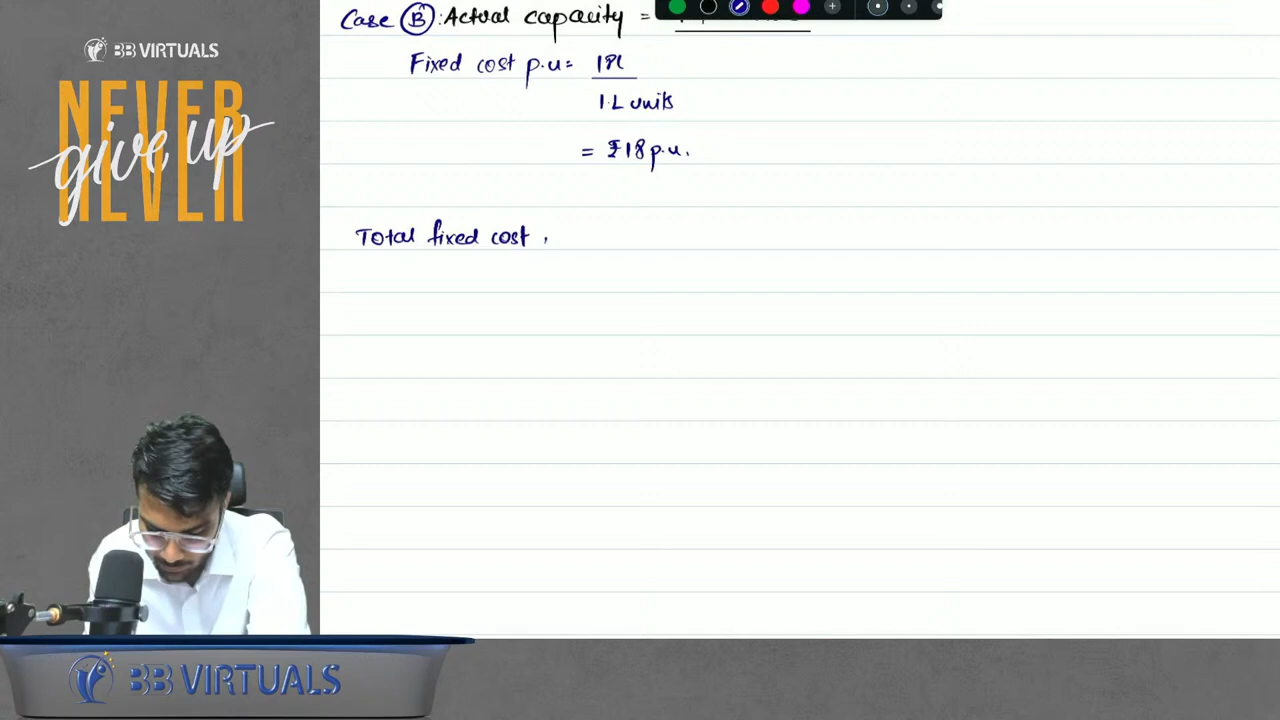 Case B: Actual capacity =
Fixed cost p.u =
18L
1 L units
= ₹18 p.u.
Total fixed cost ,
BB VIRTUALS
NEVER
give up
NEVER
BB VIRTUALS